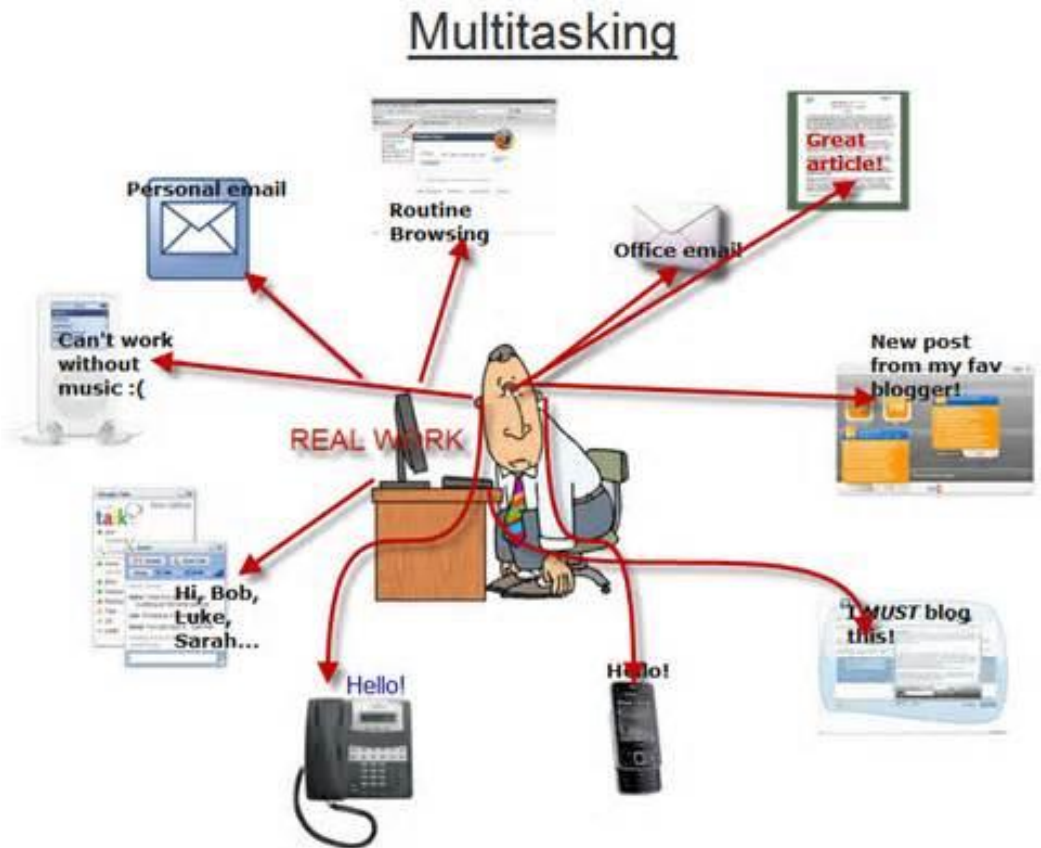 Multitasking
Great
article!
Personal email
Routine
Browsing
Office email
Can't work
without
music :(
New post
from my fav
blogger!
REAL WORK
talk
Hi, Bob,
Luke,
Sarah...
I MUST blog
this!
Hello!
Hello!